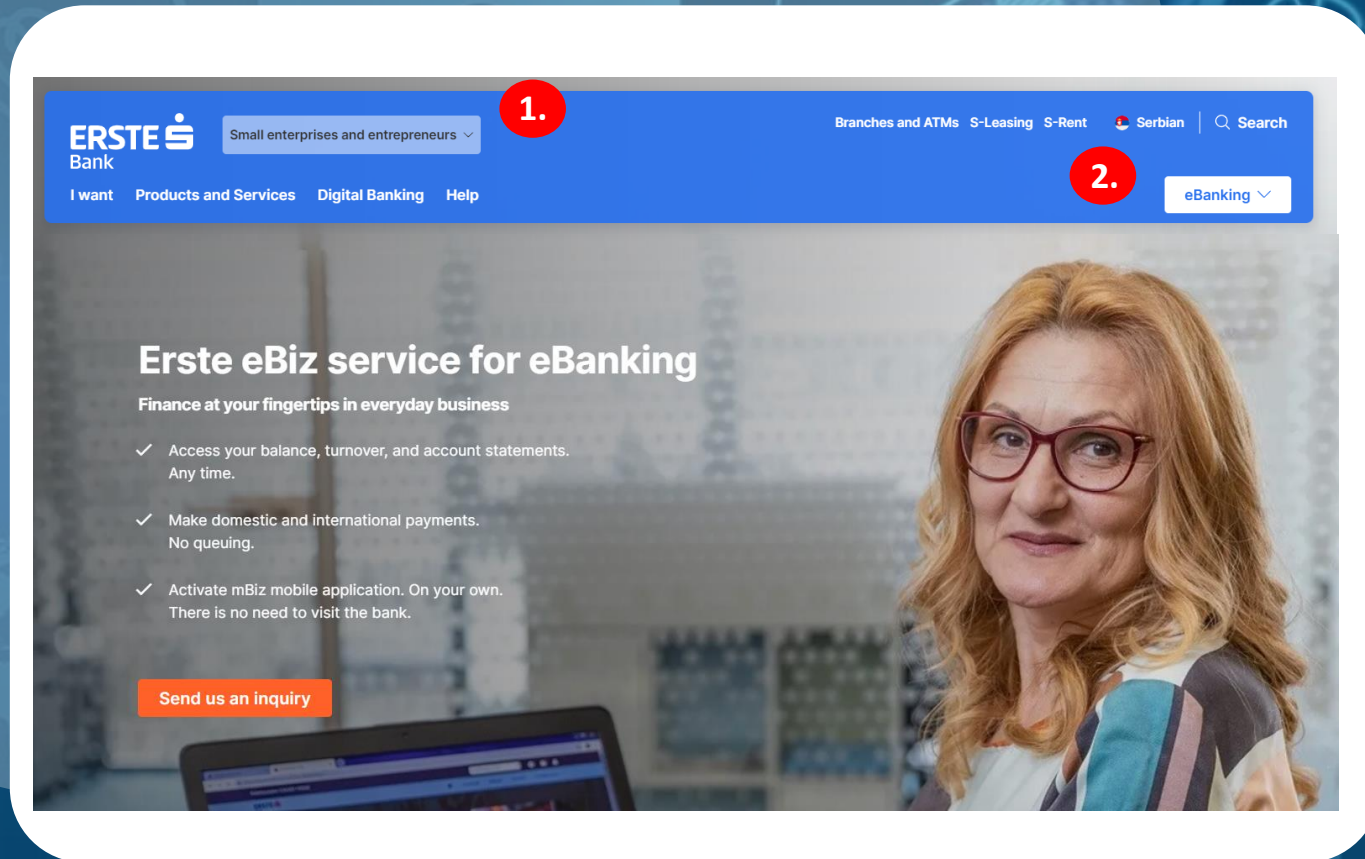 1.
ERSTE
Bank
Small enterprises and entrepreneurs
Branches and ATMs S-Leasing S-Rent Serbian Search
2.
I want Products and Services Digital Banking Help
eBanking
Erste eBiz service for eBanking
Finance at your fingertips in everyday business
Access your balance, turnover, and account statements.
Any time.
Make domestic and international payments.
No queuing.
Activate mBiz mobile application. On your own.
There is no need to visit the bank.
Send us an inquiry